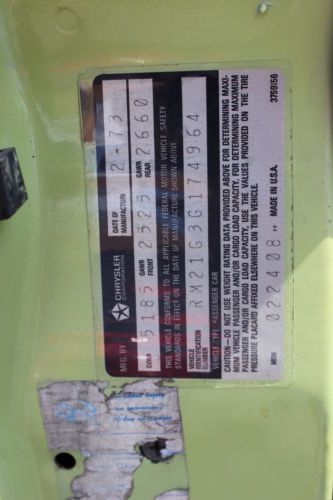 MFD BY CHRYSLER CORPORATION
DATE OF MANUFACTURE 2-73
GVWR 5185 GAWR FRONT 2525 GAWR REAR 2660
THIS VEHICLE CONFORMS TO ALL APPLICABLE FEDERAL MOTOR VEHICLE SAFETY
STANDARDS IN EFFECT ON THE DATE OF MANUFACTURE SHOWN ABOVE.
VEHICLE IDENTIFICATION NUMBER RM21G3G174964
VEHICLE TYPE PASSENGER CAR
CAUTION—DO NOT USE WEIGHT RATING DATA PROVIDED ABOVE FOR DETERMINING MAXI-
MUM VEHICLE PASSENGER AND/OR CARGO LOAD CAPACITY. FOR DETERMINING MAXIMUM
PASSENGER AND/OR CARGO LOAD CAPACITY, USE THE VALUES PROVIDED ON THE TIRE
PRESSURE PLACARD AFFIXED ELSEWHERE ON THIS VEHICLE.
MDH 022408 MADE IN U.S.A. 3759156